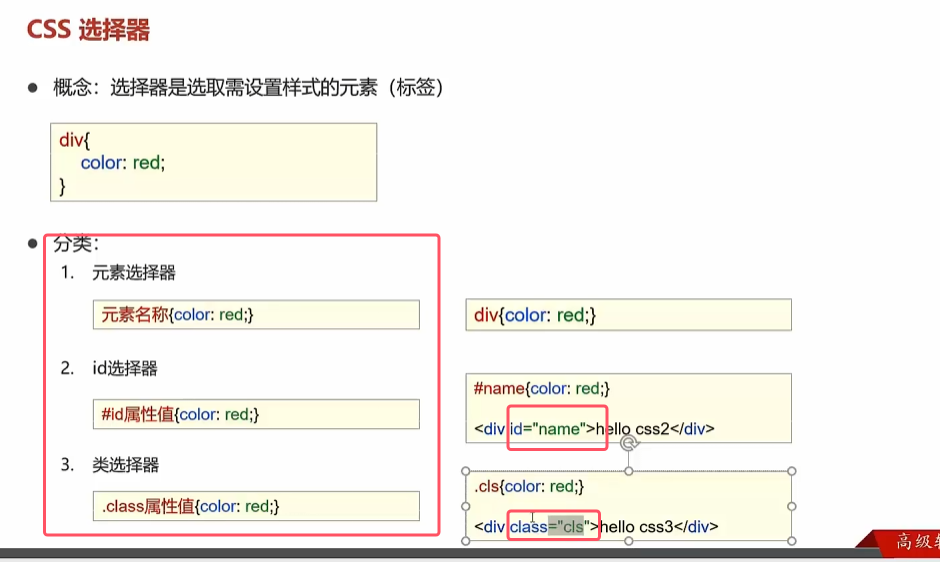 CSS 选择器
● 概念：选择器是选取需设置样式的元素（标签）
div{
color: red;
}
● 分类：
1. 元素选择器
元素名称{color: red;}
div{color: red;}
2. id选择器
#id属性值{color: red;}
#name{color: red;}
<div id="name">hello css2</div>
3. 类选择器
.class属性值{color: red;}
.cls{color: red;}
<div class="cls">hello css3</div>
高级